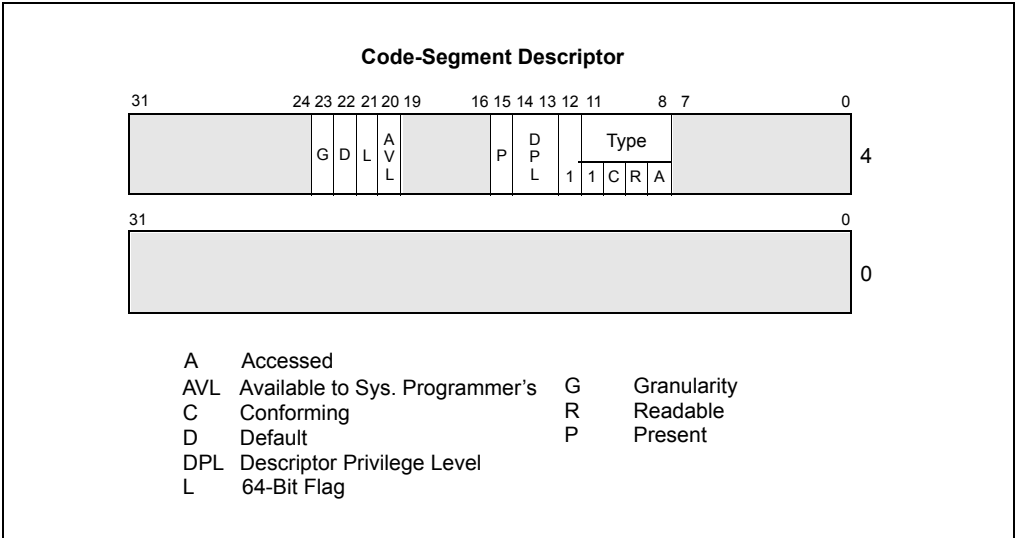 Code-Segment Descriptor
31 24 23 22 21 20 19 16 15 14 13 12 11 8 7 0
G D L AVL P DPL 1 Type 4
1 C R A
31 0
0
A Accessed
AVL Available to Sys. Programmer's
C Conforming
D Default
DPL Descriptor Privilege Level
L 64-Bit Flag
G Granularity
R Readable
P Present